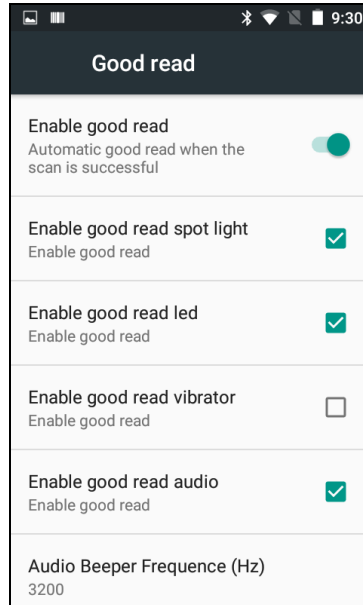 9:30
Good read
Enable good read
Automatic good read when the
scan is successful
Enable good read spot light
Enable good read
Enable good read led
Enable good read
Enable good read vibrator
Enable good read
Enable good read audio
Enable good read
Audio Beeper Frequence (Hz)
3200